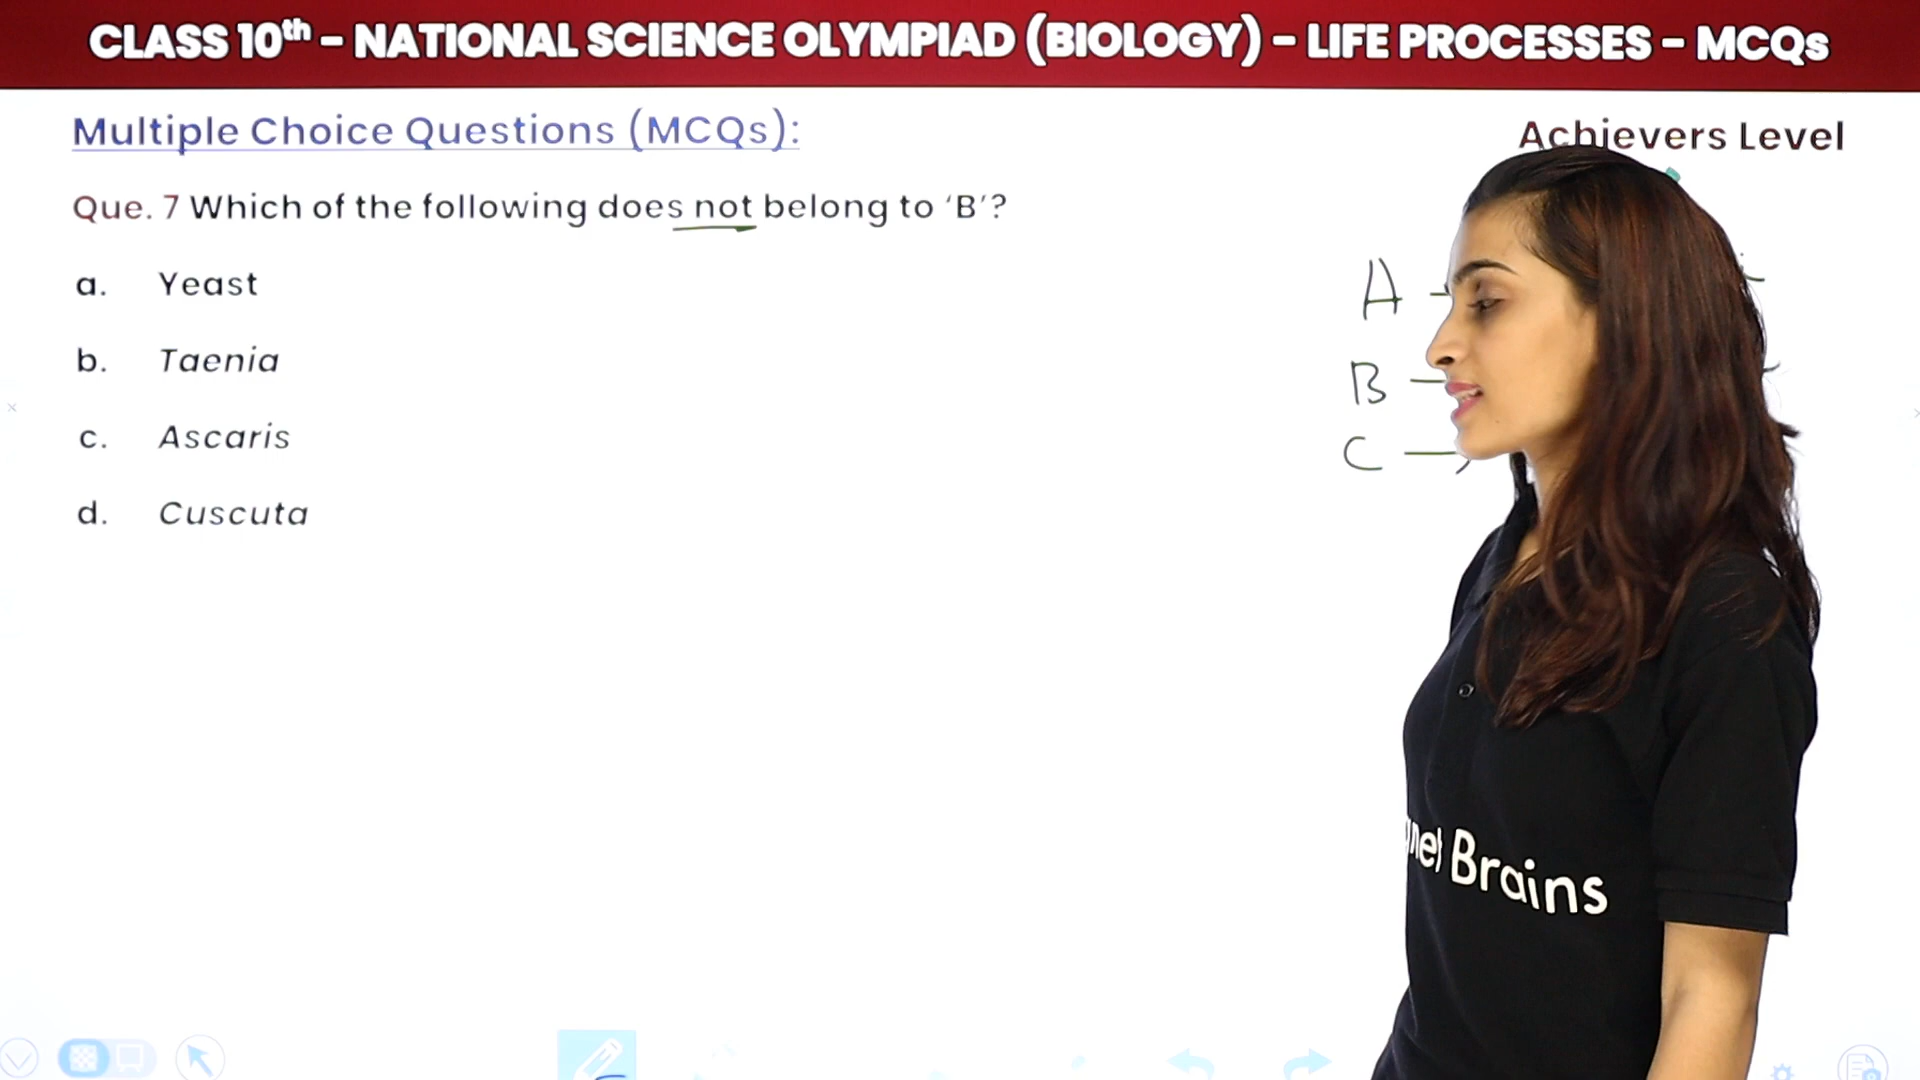 CLASS 10th - NATIONAL SCIENCE OLYMPIAD (BIOLOGY) - LIFE PROCESSES - MCQs
Multiple Choice Questions (MCQs):
Achievers Level
Que. 7 Which of the following does not belong to ‘B’?
a. Yeast
b. Taenia
c. Ascaris
d. Cuscuta
A -
B -
C -
Brains